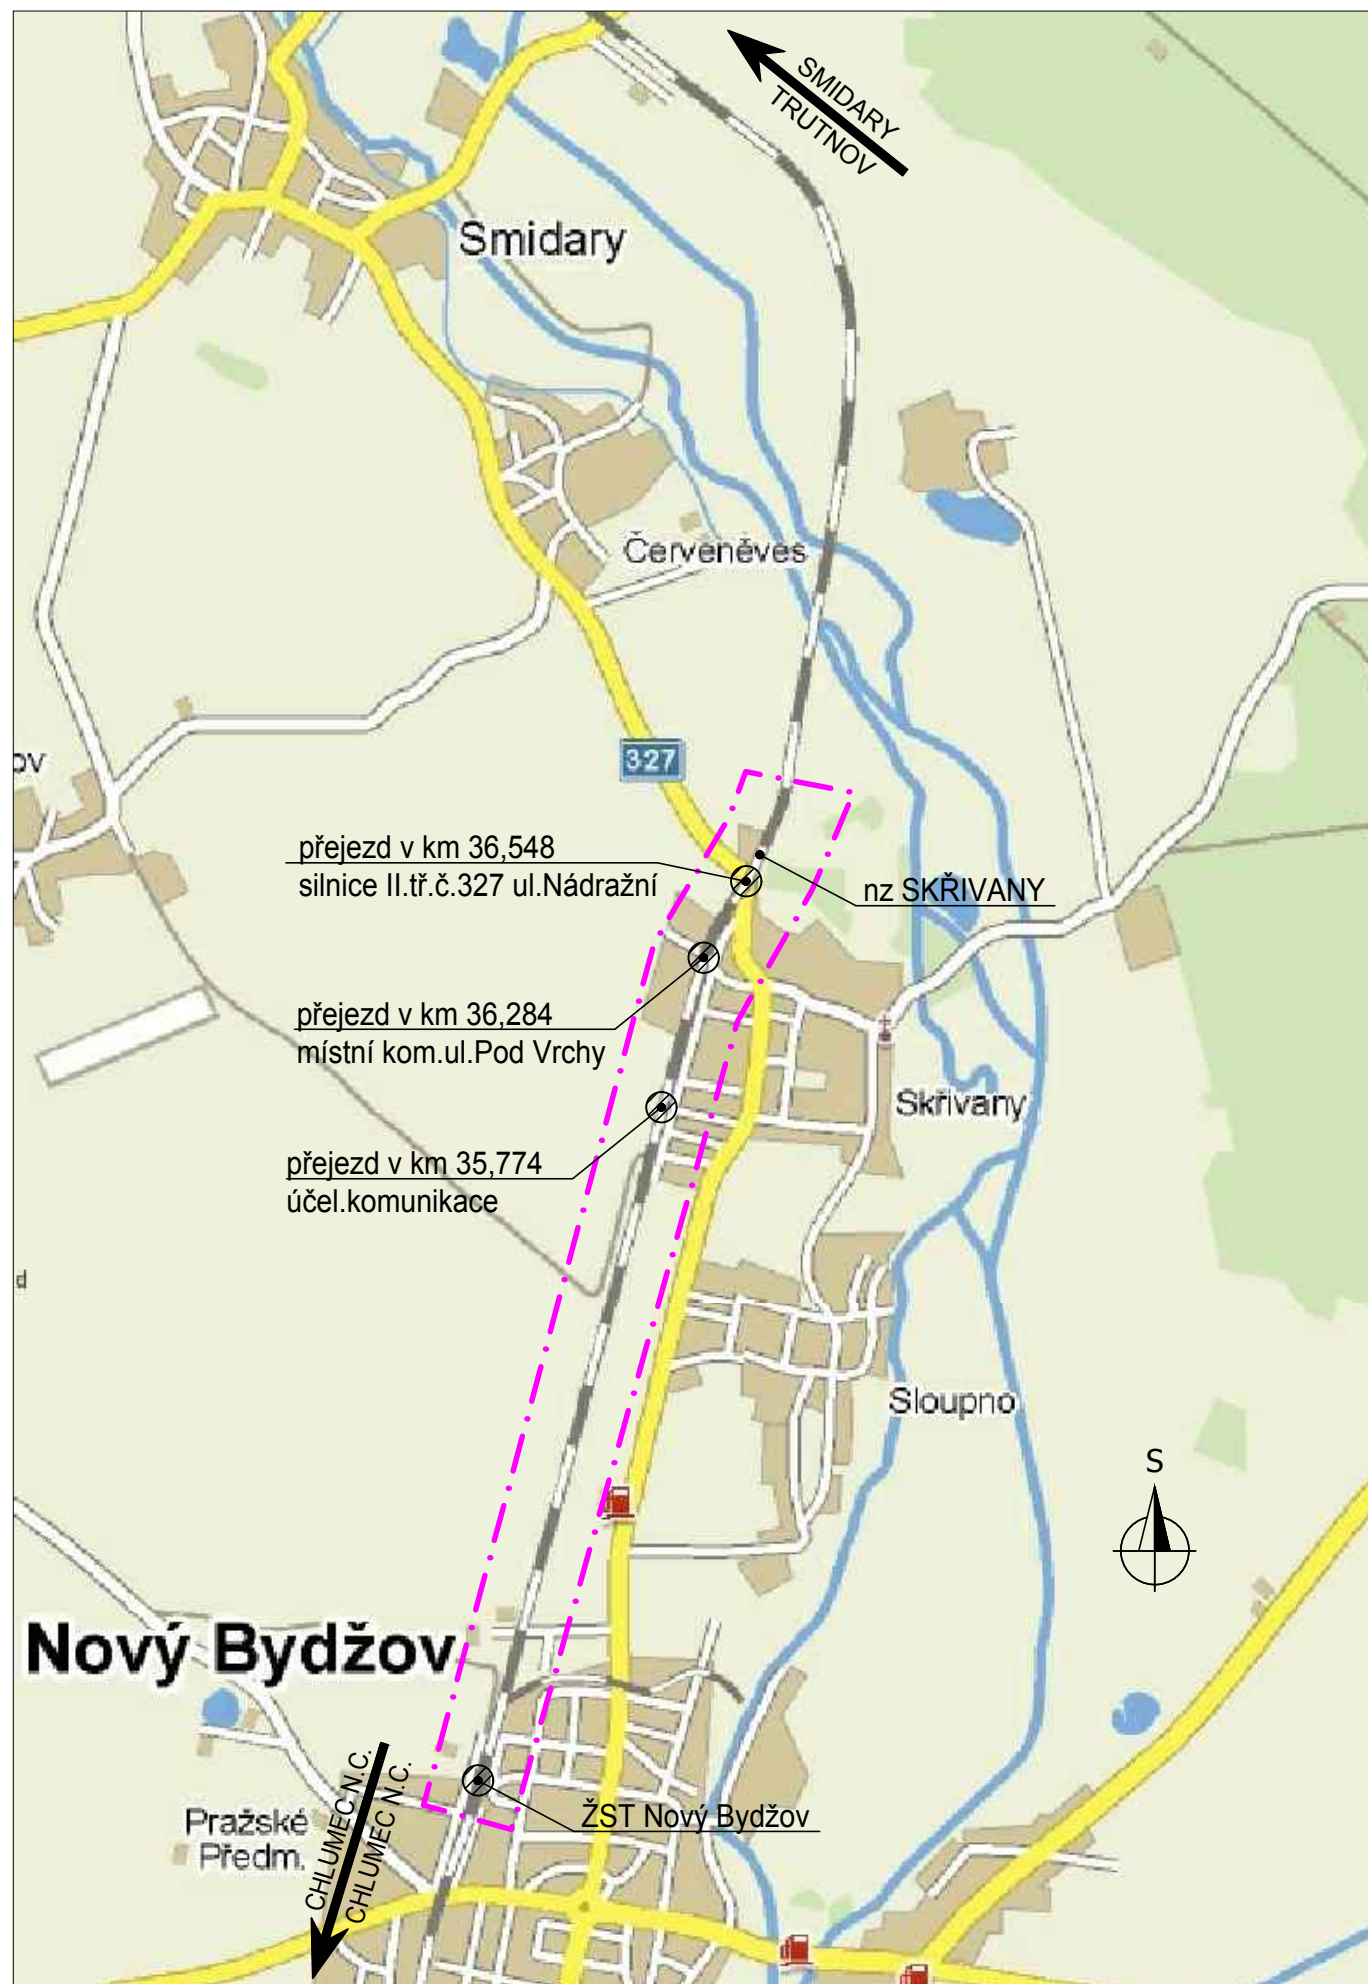 SMIDARY
TRUTNOV
Smidary
Červeněves
ov
327
přejezd v km 36,548
silnice II.tř.č.327 ul.Nádražní
nz SKŘIVANY
přejezd v km 36,284
místní kom.ul.Pod Vrchy
Skřivany
přejezd v km 35,774
účel.komunikace
d
Sloupno
S
Nový Bydžov
CHLUMEC N.C.
CHLUMEC N.C.
Pražské
Předm.
ŽST Nový Bydžov